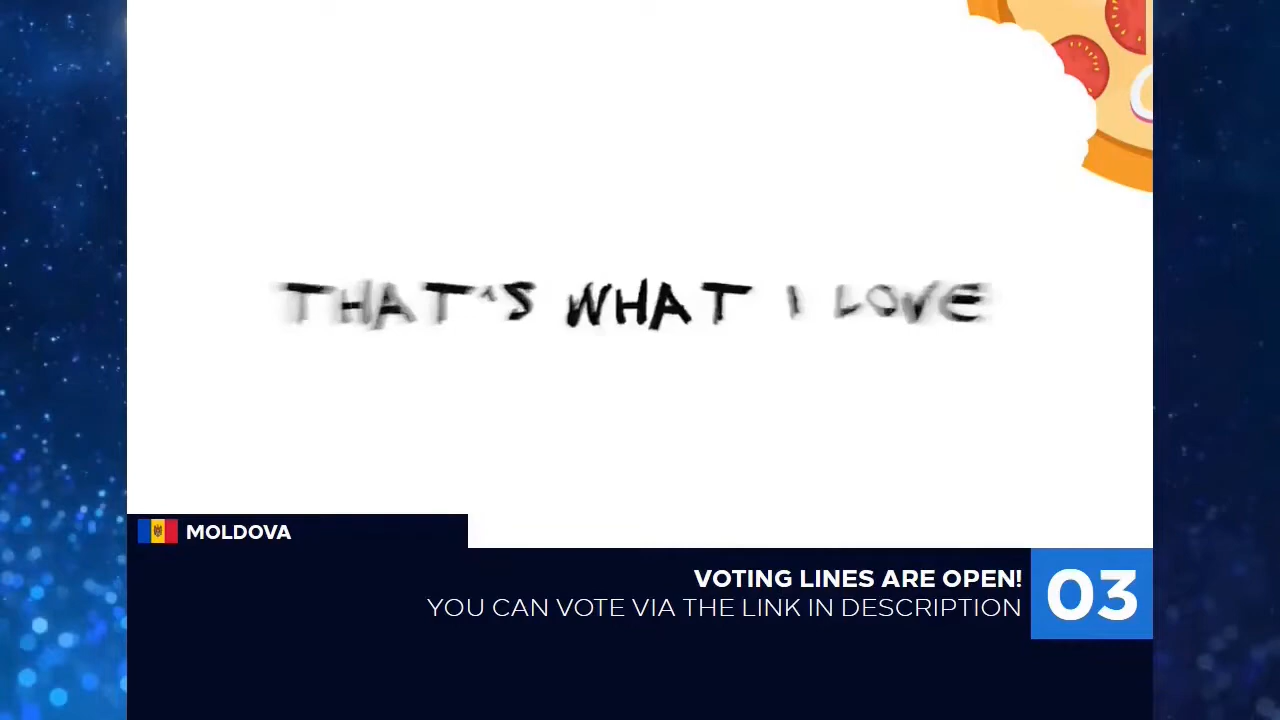 THAT'S WHAT I LOVE
MOLDOVA
VOTING LINES ARE OPEN!
YOU CAN VOTE VIA THE LINK IN DESCRIPTION
03